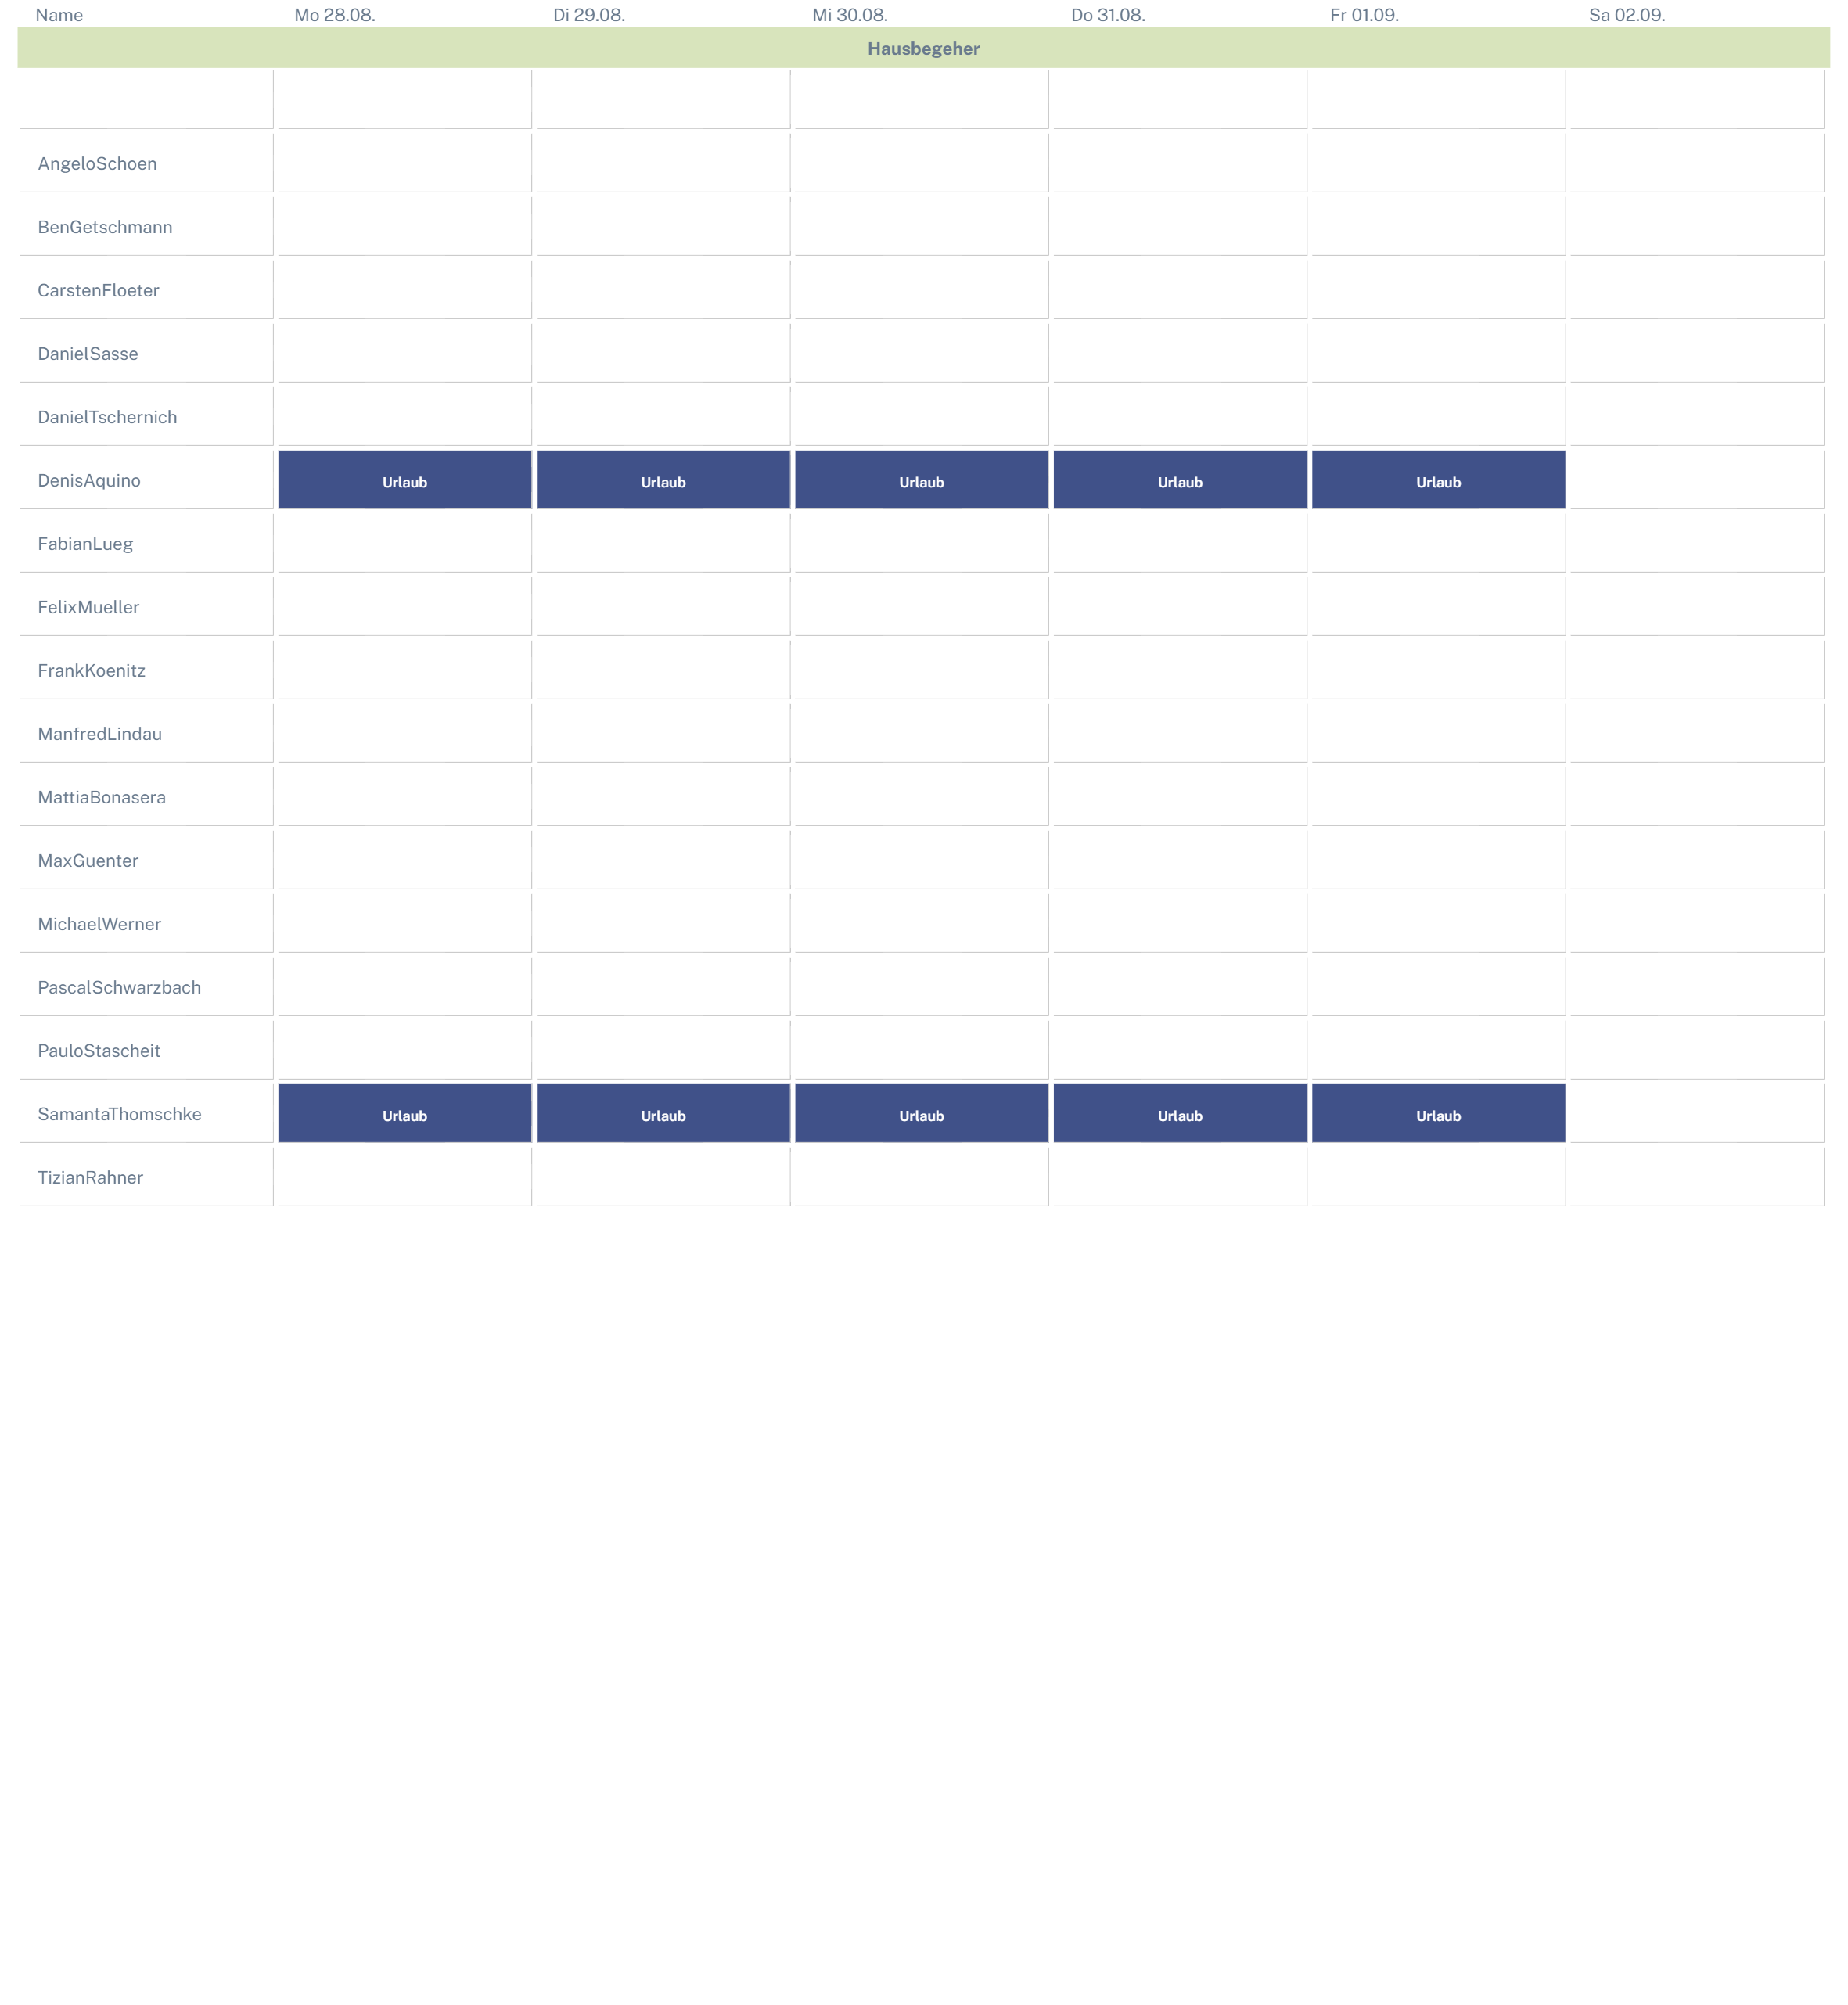 Name Mo 28.08. Di 29.08. Mi 30.08. Do 31.08. Fr 01.09. Sa 02.09.
Hausbegeher
AngeloSchoen
BenGetschmann
CarstenFloeter
DanielSasse
DanielTschernich
DenisAquino Urlaub Urlaub Urlaub Urlaub Urlaub
FabianLueg
FelixMueller
FrankKoenitz
ManfredLindau
MattiaBonasera
MaxGuenter
MichaelWerner
PascalSchwarzbach
PauloStascheit
SamantaThomschke Urlaub Urlaub Urlaub Urlaub Urlaub
TizianRahner